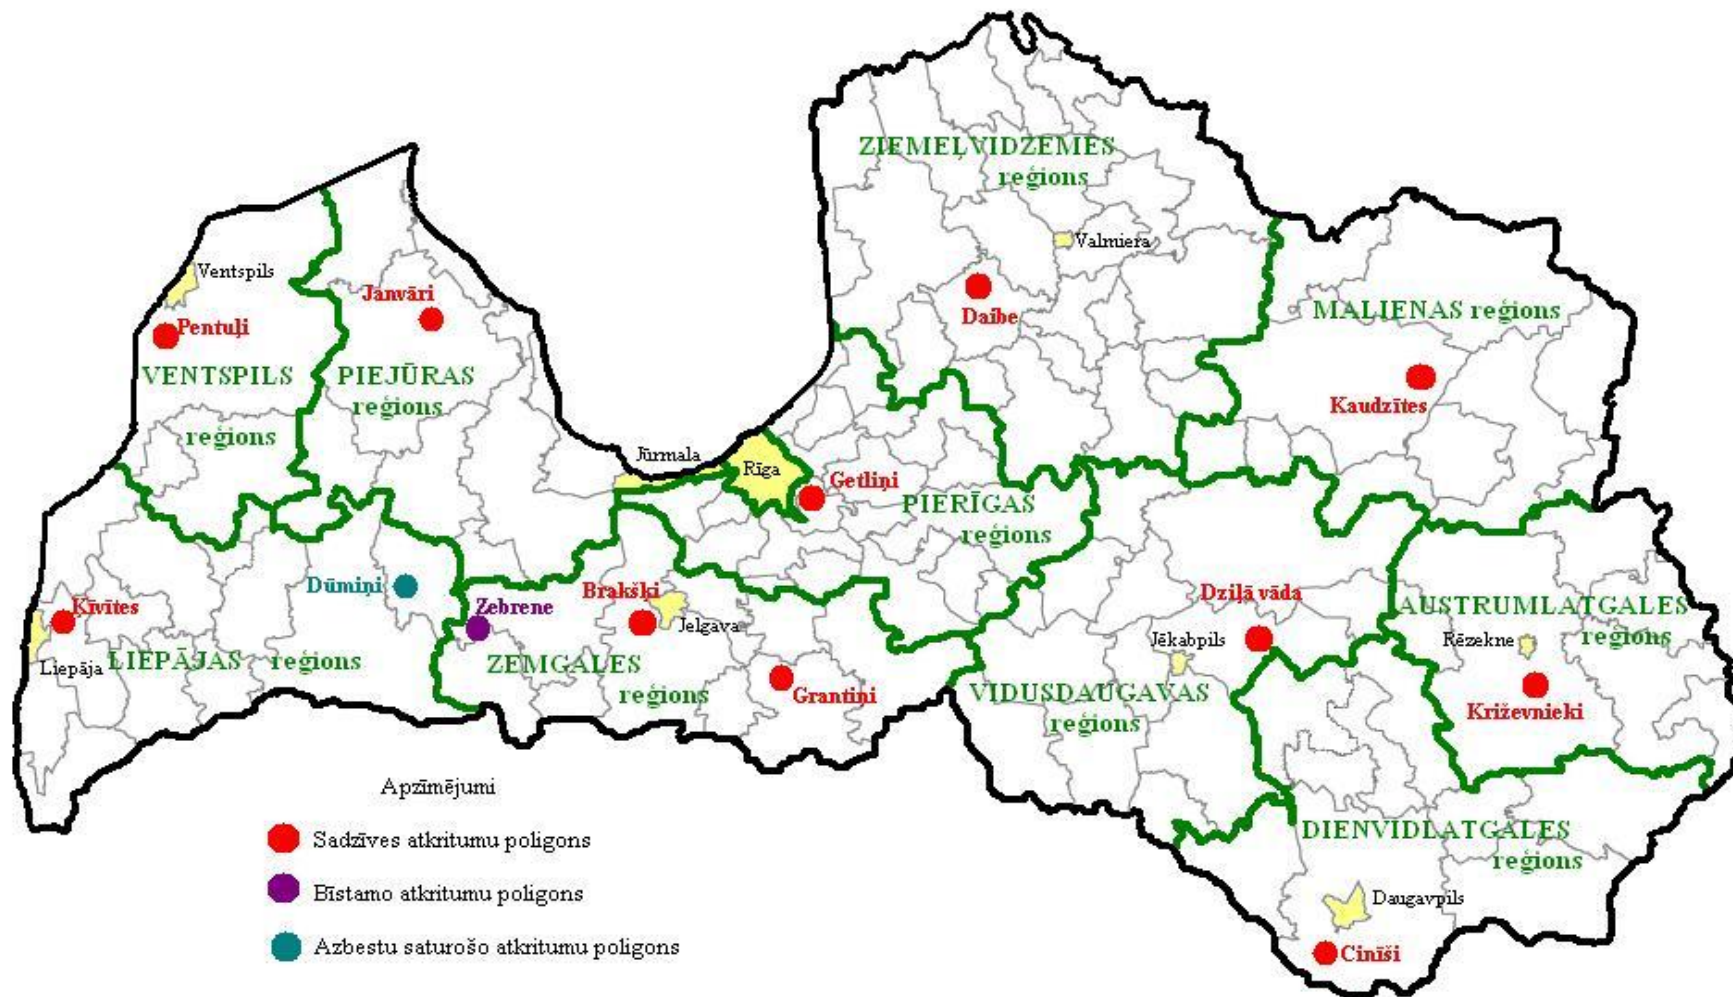 ZIEMEĻVIDZEMES
reģions
Valmiera
Ventspils
Janvāri
Daibe
Pentuļi
MALIENAS reģions
VENTSPILS
reģions
PIEJŪRAS
reģions
Kaudzītes
Jūrmala
Rīga
Getliņi
PIERĪGAS
reģions
Dūmiņi
Ķīvītes
Zebrene
Brakšķi
Jelgava
Dziļā vāda
AUSTRUMLATGALES
reģions
Liepāja
LIEPĀJAS reģions
ZEMGALES
reģions
Grantiņi
Jēkabpils
Rēzekne
VIDUSDAUGAVAS
reģions
Križevnieki
Apzīmējumi
Sadzīves atkritumu poligons
Bīstamo atkritumu poligons
Azbestu saturošo atkritumu poligons
DIENVIDLATGALES
reģions
Daugavpils
Cinīši